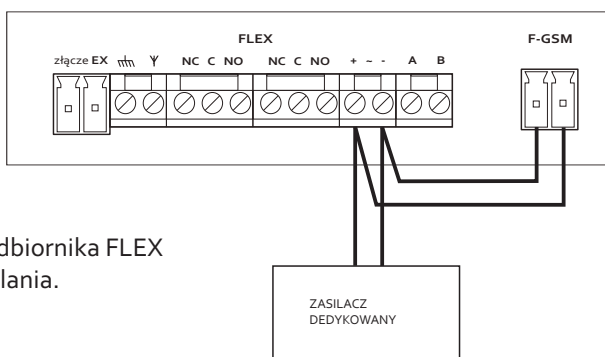 FLEX
F-GSM
złącze EX
NC C NO
NC C NO
+ ~ -
A B
dbiornika FLEX
lania.
ZASILACZ
DEDYKOWANY